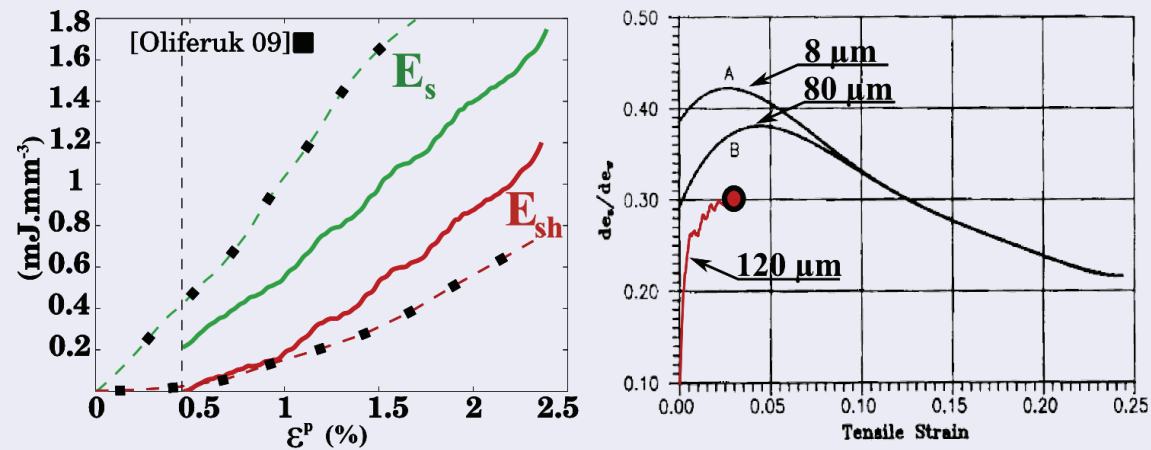 1.8
[Oliferuk 09]
1.6
E_s
1.4
1.2
1
0.8
0.6
0.4
0.2
(mJ.mm⁻³)
E_sh
0 0.5 1 1.5 2 2.5
ε^p (%)
0.50
8 µm
A
80 µm
0.40
B
0.30
120 µm
0.20
0.10
0.00 0.05 0.10 0.15 0.20 0.25
Tensile Strain